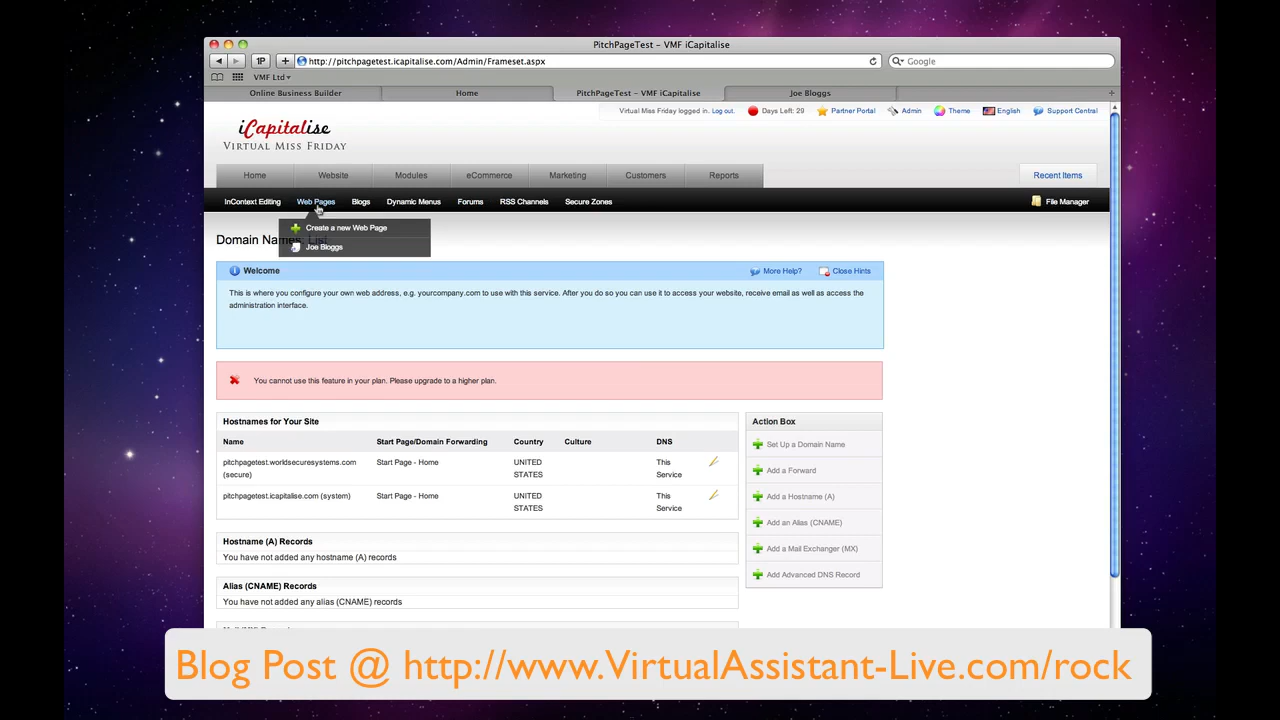 PitchPageTest – VMF iCapitalise
1P
http://pitchpagetest.icapitalise.com/Admin/Frameset.aspx
Google
VMF Ltd
Online Business Builder
Home
PitchPageTest – VMF iCapitalise
Joe Bloggs
Virtual Miss Friday logged in. Log out.
Days Left: 29
Partner Portal
Admin
Theme
English
Support Central
iCapitalise
VIRTUAL MISS FRIDAY
Home
Website
Modules
eCommerce
Marketing
Customers
Reports
Recent Items
InContext Editing
Web Pages
Blogs
Dynamic Menus
Forums
RSS Channels
Secure Zones
File Manager
Create a new Web Page
Domain Names: List
Joe Bloggs
Welcome
More Help?
Close Hints
This is where you configure your own web address, e.g. yourcompany.com to use with this service. After you do so you can use it to access your website, receive email as well as access the
administration interface.
You cannot use this feature in your plan. Please upgrade to a higher plan.
Hostnames for Your Site
Name
Start Page/Domain Forwarding
Country
Culture
DNS
pitchpagetest.worldsecuresystems.com
(secure)
Start Page - Home
UNITED
STATES
This
Service
pitchpagetest.icapitalise.com (system)
Start Page - Home
UNITED
STATES
This
Service
Hostname (A) Records
You have not added any hostname (A) records
Alias (CNAME) Records
You have not added any alias (CNAME) records
Action Box
Set Up a Domain Name
Add a Forward
Add a Hostname (A)
Add an Alias (CNAME)
Add a Mail Exchanger (MX)
Add Advanced DNS Record
Blog Post @ http://www.VirtualAssistant-Live.com/rock